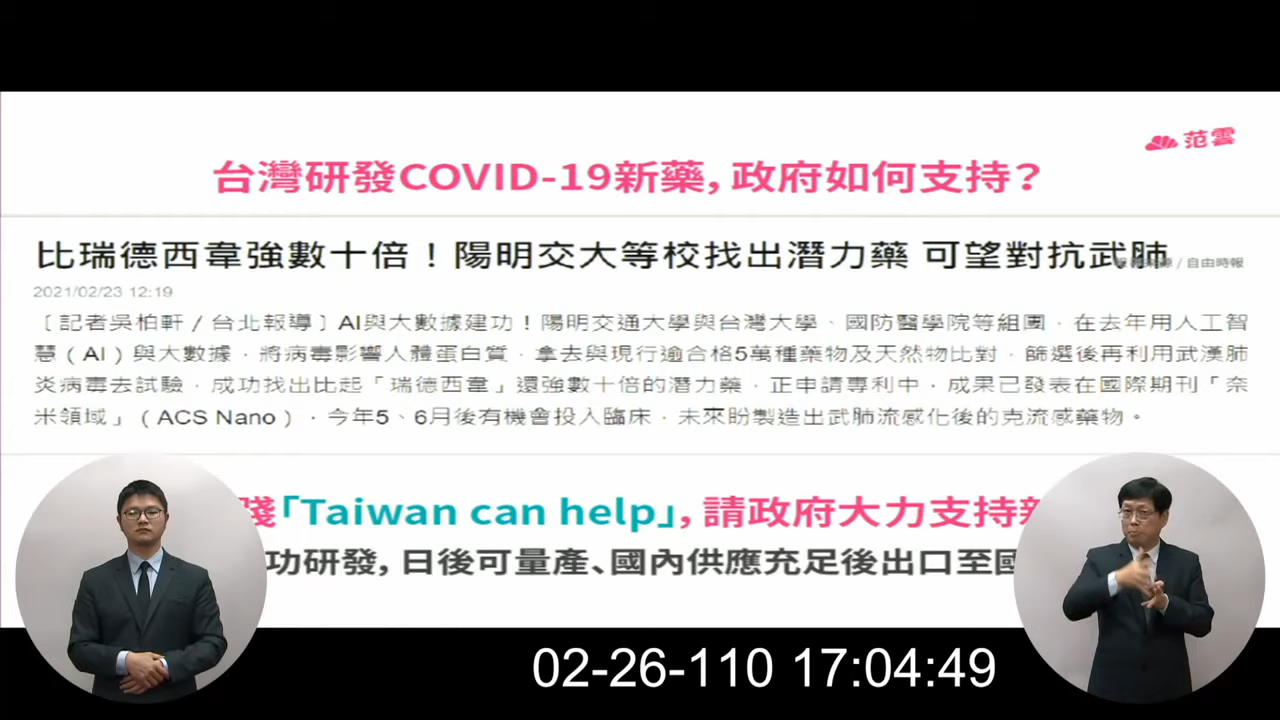 范雲
台灣研發COVID-19新藥，政府如何支持？
比瑞德西韋強數十倍！陽明交大等校找出潛力藥 可望對抗武肺
/ 自由時報
2021/02/23 12:19
〔記者吳柏軒／台北報導〕AI與大數據建功！陽明交通大學與台灣大學、國防醫學院等組團，在去年用人工智
慧（AI）與大數據，將病毒影響人體蛋白質，拿去與現行逾合格5萬種藥物及天然物比對，篩選後再利用武漢肺
炎病毒去試驗，成功找出比起「瑞德西韋」還強數十倍的潛力藥，正申請專利中，成果已發表在國際期刊「奈
米領域」（ACS Nano），今年5、6月後有機會投入臨床，未來盼製造出武肺流感化後的克流感藥物。
踐「Taiwan can help」，請政府大力支持新
功研發，日後可量產、國內供應充足後出口至國
02-26-110 17:04:49